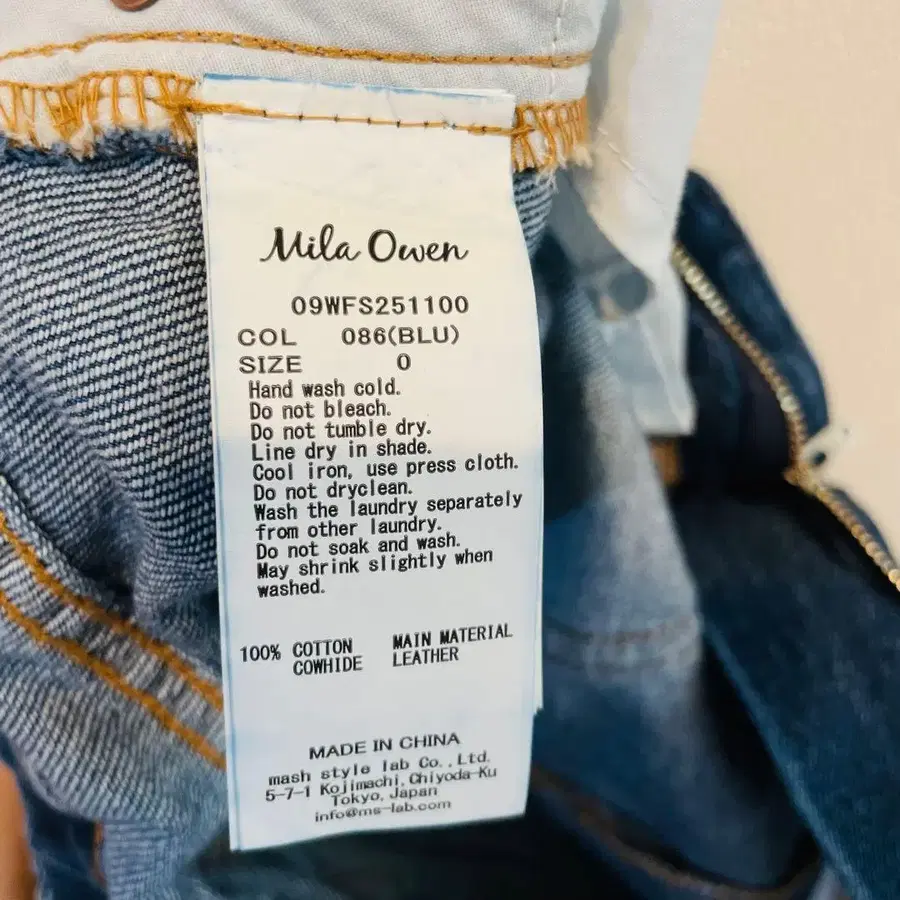 Mila Owen
09WFS251100
COL 086(BLU)
SIZE 0
Hand wash cold.
Do not bleach.
Do not tumble dry.
Line dry in shade.
Cool iron, use press cloth.
Do not dryclean.
Wash the laundry separately
from other laundry.
Do not soak and wash.
May shrink slightly when
washed.
100% COTTON MAIN MATERIAL
COWHIDE LEATHER
MADE IN CHINA
mash style lab Co.,Ltd.
5-7-1 Kojimachi,Chiyoda-Ku
Tokyo,Japan
info@ms-lab.com